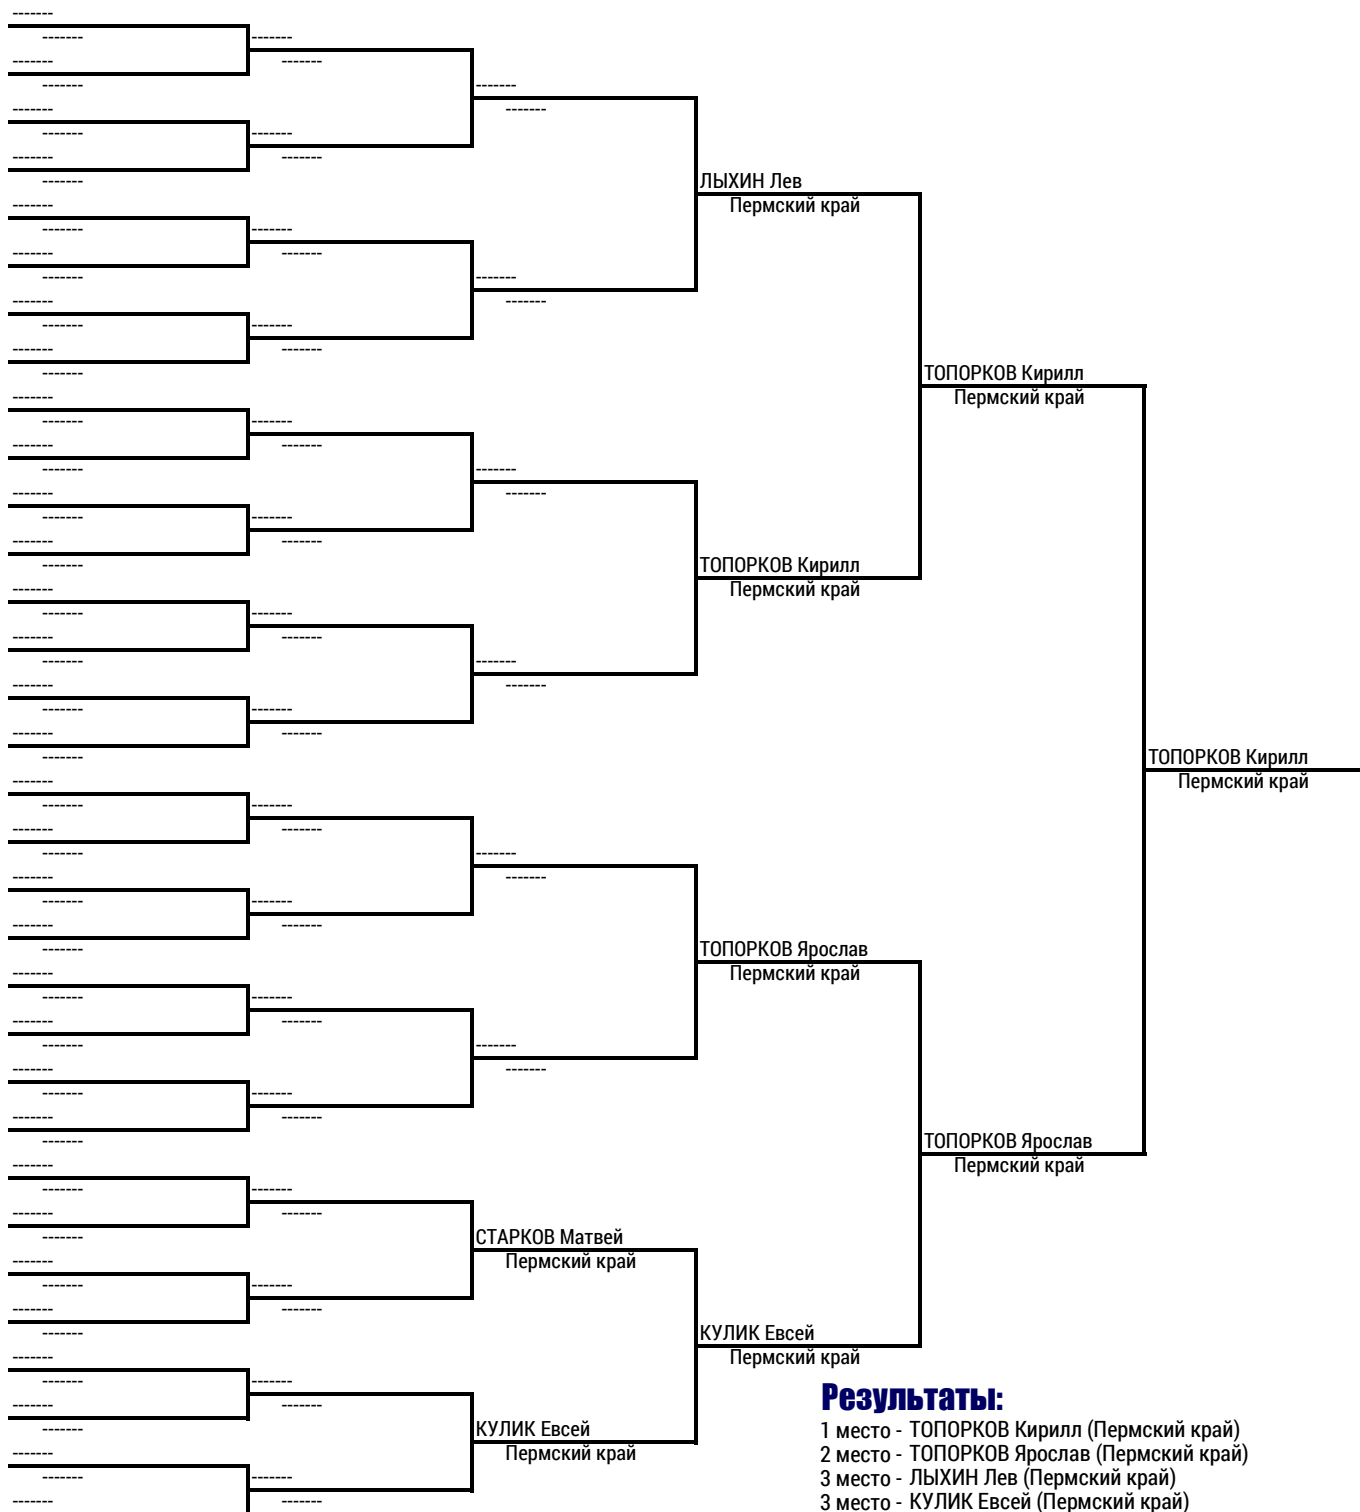 ЛЫХИН Лев
Пермский край
ТОПОРКОВ Кирилл
Пермский край
ТОПОРКОВ Кирилл
Пермский край
ТОПОРКОВ Кирилл
Пермский край
ТОПОРКОВ Ярослав
Пермский край
ТОПОРКОВ Ярослав
Пермский край
СТАРКОВ Матвей
Пермский край
КУЛИК Евсей
Пермский край
КУЛИК Евсей
Пермский край
Результаты:
1 место - ТОПОРКОВ Кирилл (Пермский край)
2 место - ТОПОРКОВ Ярослав (Пермский край)
3 место - ЛЫХИН Лев (Пермский край)
3 место - КУЛИК Евсей (Пермский край)